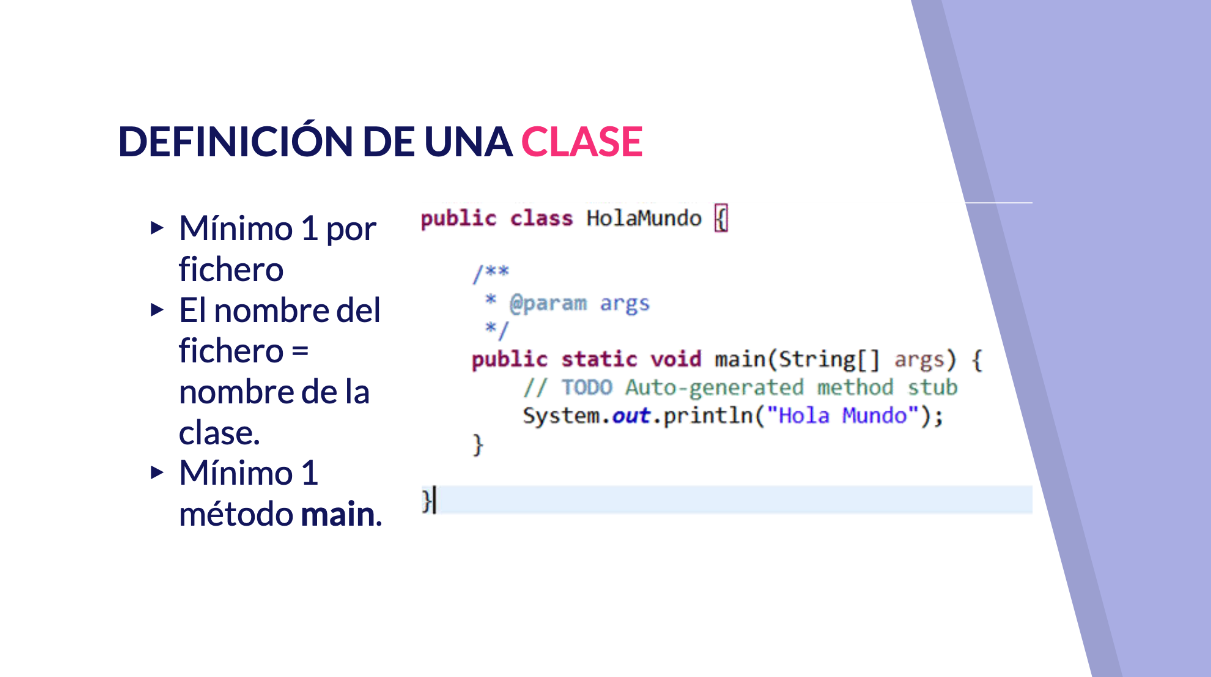 DEFINICIÓN DE UNA CLASE
▸ Mínimo 1 por
fichero
▸ El nombre del
fichero =
nombre de la
clase.
▸ Mínimo 1
método main.
public class HolaMundo {
/**
* @param args
*/
public static void main(String[] args) {
// TODO Auto-generated method stub
System.out.println("Hola Mundo");
}
}